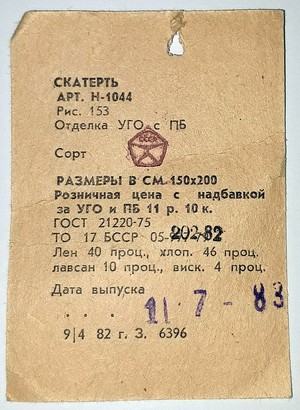 СКАТЕРТЬ
АРТ. Н-1044
Рис. 153
Отделка УГО с ПБ
СССР
Сорт
РАЗМЕРЫ В СМ 150х200
Розничная цена с надбавкой
за УГО и ПБ 11 р. 10 к.
ГОСТ 21220-75
ТО 17 БССР 05-202-82
Лен 40 проц., хлоп. 46 проц.
лавсан 10 проц., виск. 4 проц.
Дата выпуска
11 7 - 83
9|4 82 г. З. 6396